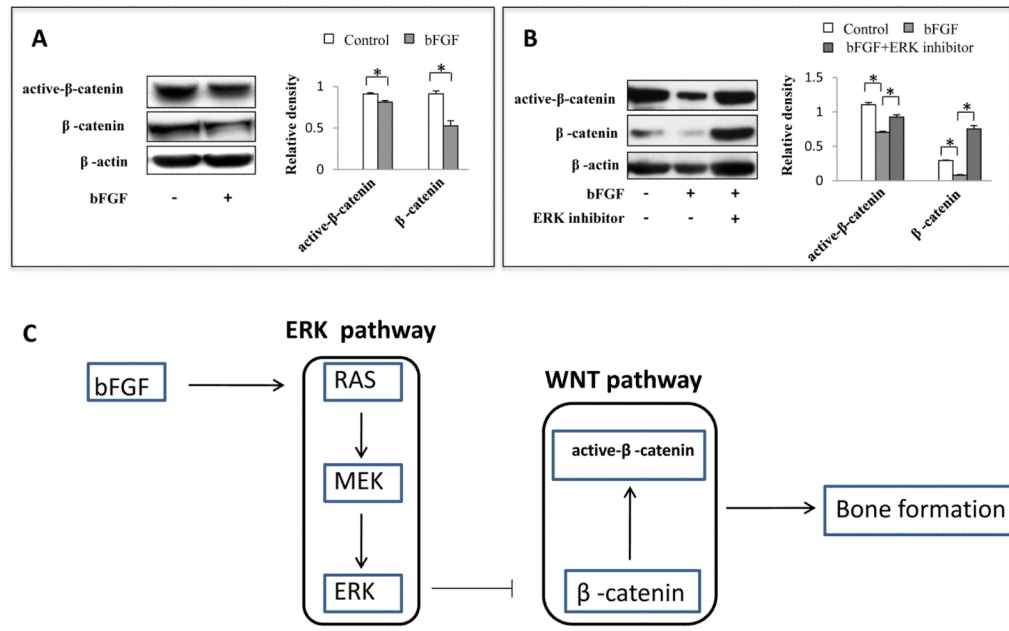 A
Control
bFGF
active-β-catenin
β -catenin
β -actin
bFGF - +
Relative density
1
0.5
0
*
*
active-β-catenin
β -catenin
B
Control
bFGF
bFGF+ERK inhibitor
active-β-catenin
β -catenin
β -actin
bFGF - + +
ERK inhibitor - - +
Relative density
1.5
1
0.5
0
*
*
*
*
active-β-catenin
β -catenin
C
ERK pathway
bFGF
RAS
MEK
ERK
WNT pathway
active-β -catenin
β -catenin
Bone formation